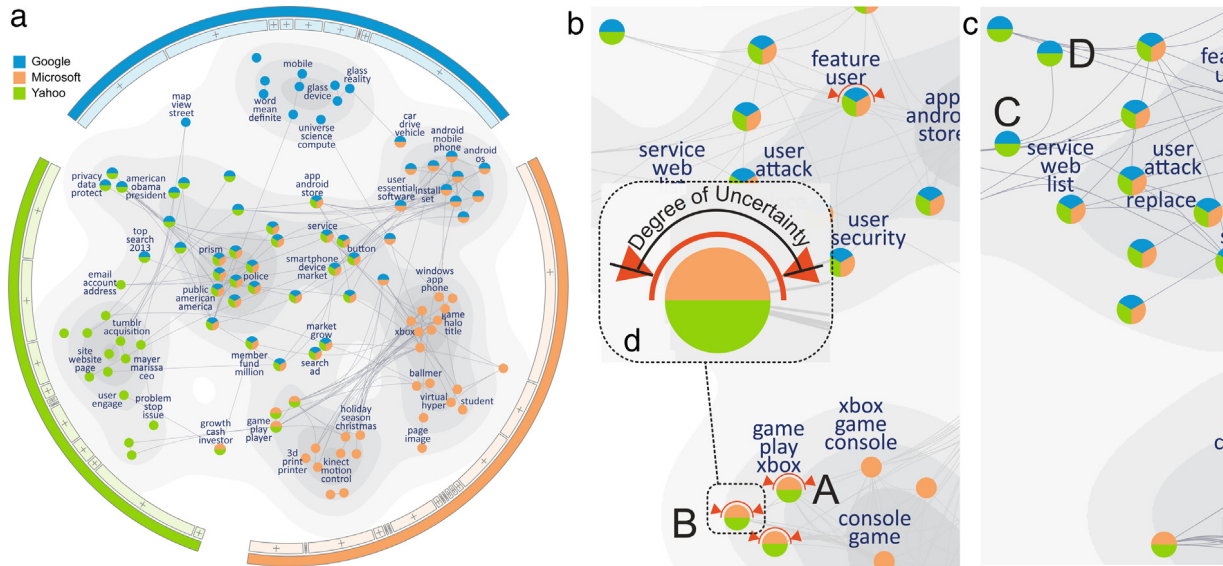 a
Google
Microsoft
Yahoo
mobile
glass
reality
glass
device
word
mean
definite
universe
science
compute
map
view
street
car
drive
vehicle
android
mobile
phone
android
os
privacy
data
protect
american
obama
president
app
android
store
user
essential
software
install
set
top
search
2013
service
prism
button
police
smartphone
device
market
email
account
address
public
american
america
windows
app
phone
game
halo
title
xbox
tumblr
acquisition
market
grow
site
website
page
mayer
marissa
ceo
member
fund
million
search
ad
ballmer
user
engage
problem
stop
issue
virtual
hyper
student
holiday
season
christmas
growth
cash
investor
game
play
player
page
image
3d
print
printer
kinect
motion
control
b
feature
user
app
android
store
service
web
list
user
attack
user
security
Degree of Uncertainty
d
xbox
game
console
game
play
xbox
A
B
console
game
c
D
C
service
web
list
user
attack
replace